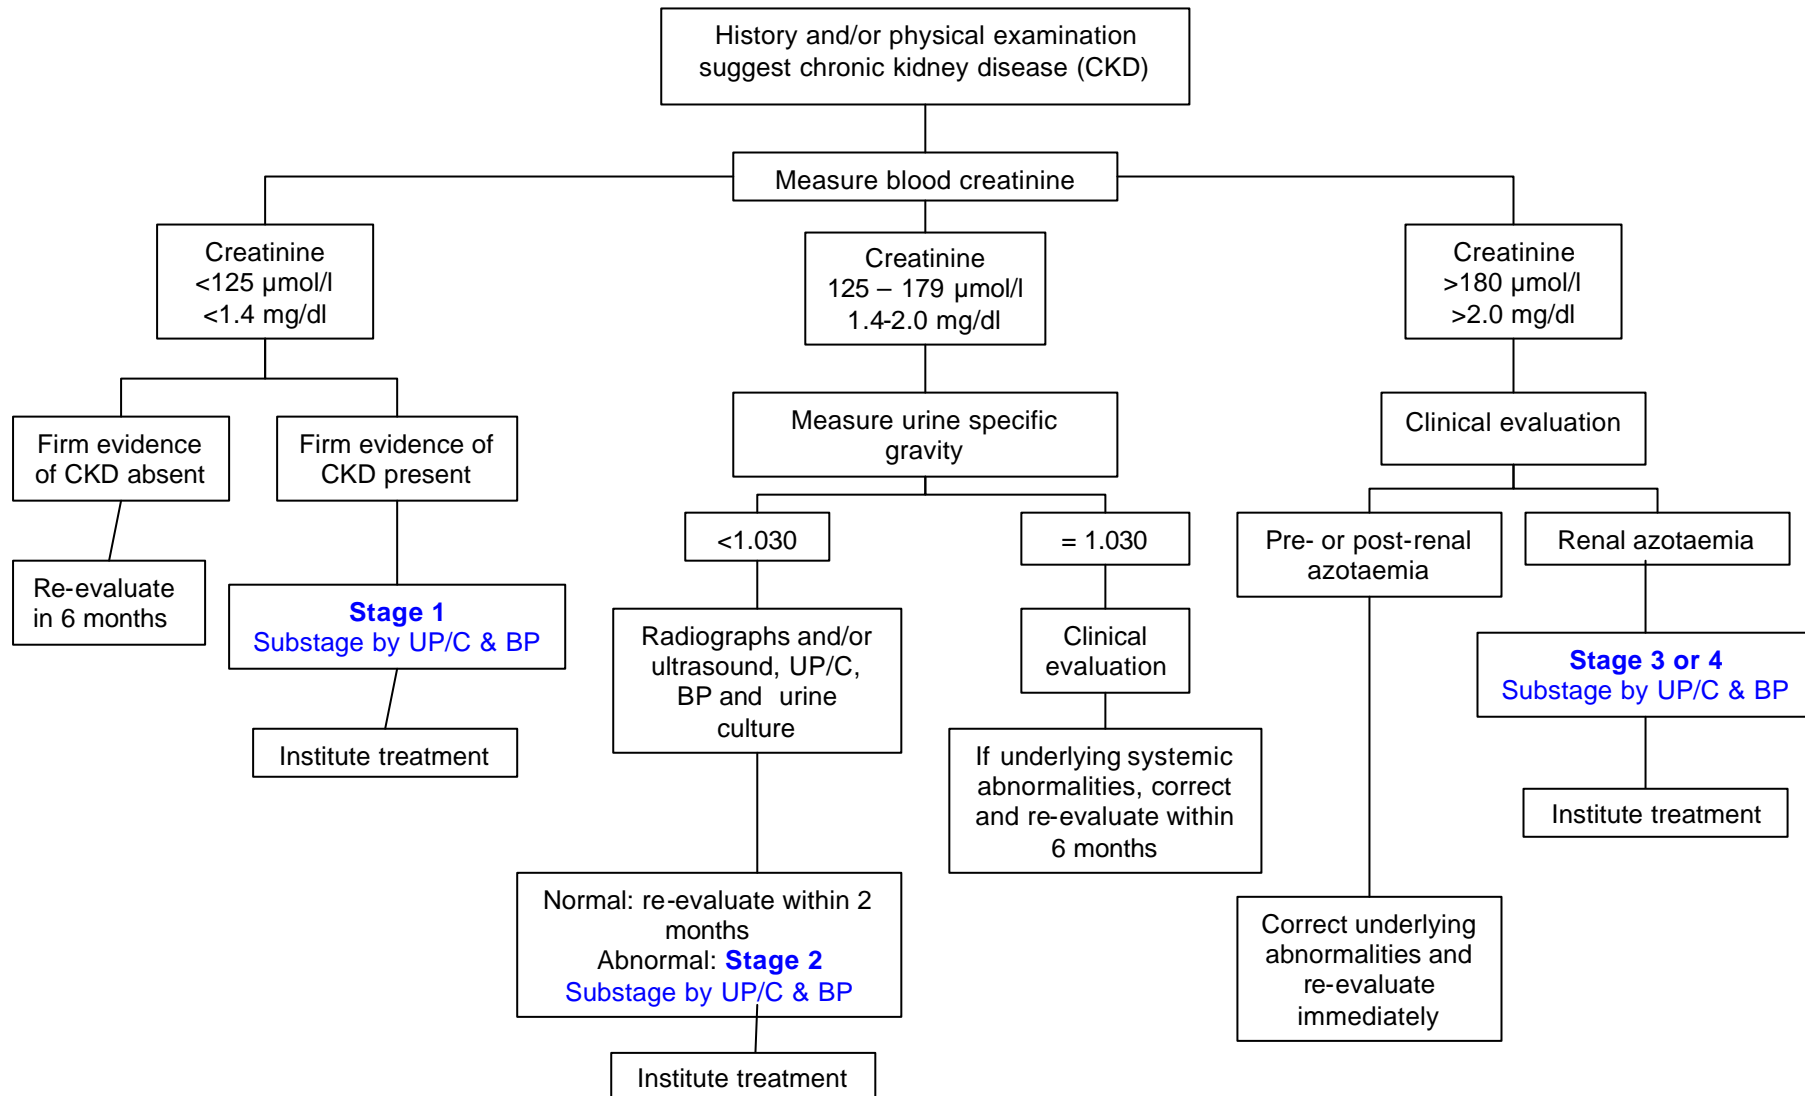 History and/or physical examination
suggest chronic kidney disease (CKD)
Measure blood creatinine
Creatinine
<125 µmol/l
<1.4 mg/dl
Creatinine
125 – 179 µmol/l
1.4-2.0 mg/dl
Creatinine
>180 µmol/l
>2.0 mg/dl
Firm evidence
of CKD absent
Firm evidence of
CKD present
Measure urine specific
gravity
Clinical evaluation
<1.030
= 1.030
Pre- or post-renal
azotaemia
Renal azotaemia
Re-evaluate
in 6 months
Stage 1
Substage by UP/C & BP
Radiographs and/or
ultrasound, UP/C,
BP and urine
culture
Clinical
evaluation
Stage 3 or 4
Substage by UP/C & BP
Institute treatment
If underlying systemic
abnormalities, correct
and re-evaluate within
6 months
Institute treatment
Normal: re-evaluate within 2
months
Abnormal: Stage 2
Substage by UP/C & BP
Correct underlying
abnormalities and
re-evaluate
immediately
Institute treatment